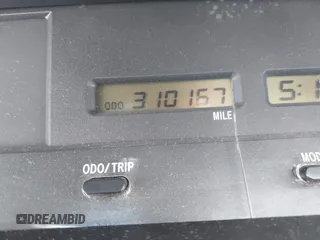 ODO 310167
MILE
ODO/TRIP
DREAMBID